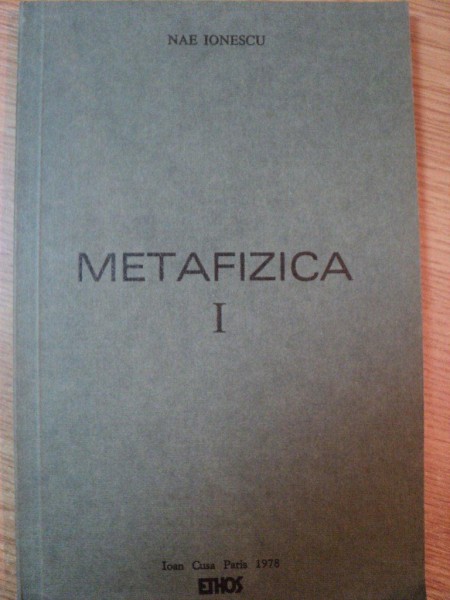 NAE IONESCU
METAFIZICA
I
Ioan Cusa Paris 1978
ETHOS